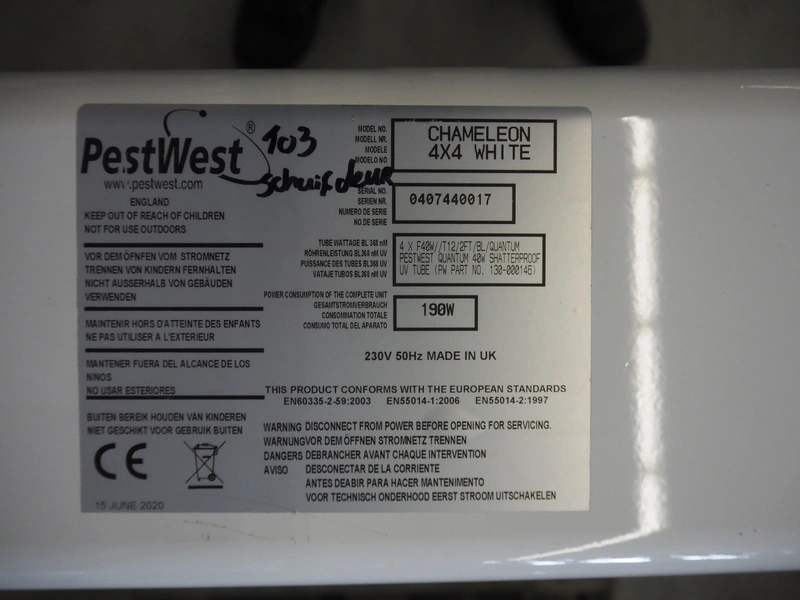 PestWest®
www.pestwest.com
103
schuifdeur
ENGLAND
KEEP OUT OF REACH OF CHILDREN
NOT FOR USE OUTDOORS
VOR DEM ÖFNFEN VOM STROMNETZ
TRENNEN VON KINDERN FERNHALTEN
NICHT AUSSERHALB VON GEBÄUDEN
VERWENDEN
MAINTENIR HORS D'ATTEINTE DES ENFANTS
NE PAS UTILISER À L'EXTERIEUR
MANTENER FUERA DEL ALCANCE DE LOS
NINOS
NO USAR ESTERIORES
BUITEN BEREIK HOUDEN VAN KINDEREN
NIET GESCHIKT VOOR GEBRUIK BUITEN
CE
15 JUNE 2020
MODEL NO.
MODELL NR.
MODELE
MODELO NO
CHAMELEON
4X4 WHITE
SERIAL NO.
SERIEN NR.
NUMERO DE SERIE
NO.DE SERIE
0407440017
TUBE WATTAGE BL 368 nM
RÖHRENLEISTUNG BL368 nM UV
PUISSANCE DES TUBES BL368 nM UV
VATAJE TUBOS BL368 nM UV
4 X F40W//T12/2FT/BL/QUANTUM
PESTWEST QUANTUM 40W SHATTERPROOF
UV TUBE (PW PART NO. 130-000146)
POWER CONSUMPTION OF THE COMPLETE UNIT
GESAMTSTROMVERBRAUCH
CONSOMMATION TOTALE
CONSUMO TOTAL DEL APARATO
190W
230V 50Hz MADE IN UK
THIS PRODUCT CONFORMS WITH THE EUROPEAN STANDARDS
EN60335-2-59:2003 EN55014-1:2006 EN55014-2:1997
WARNING DISCONNECT FROM POWER BEFORE OPENING FOR SERVICING.
WARNUNG VOR DEM ÖFFNEN STROMNETZ TRENNEN
DANGERS DEBRANCHER AVANT CHAQUE INTERVENTION
AVISO DESCONECTAR DE LA CORRIENTE
ANTES DEABIR PARA HACER MANTENIMENTO
VOOR TECHNISCH ONDERHOUD EERST STROOM UITSCHAKELEN